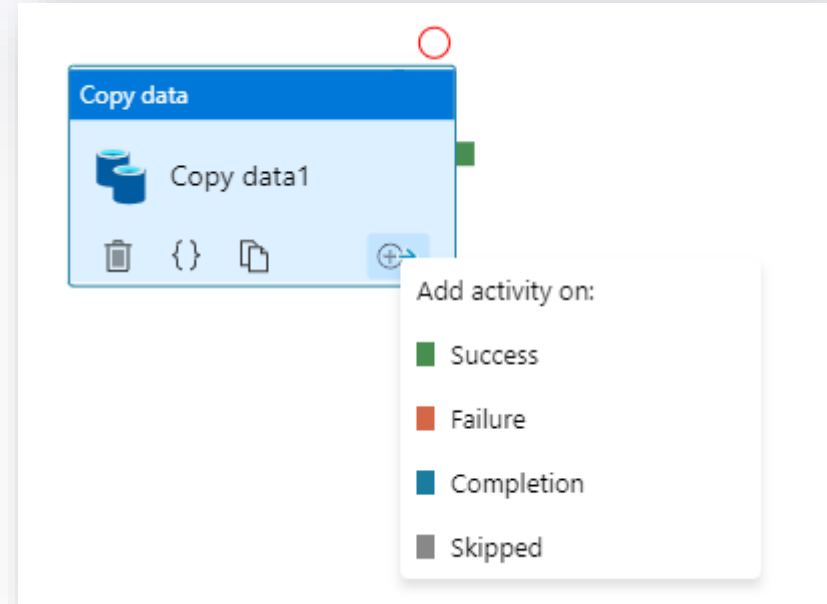 Copy data
Copy data1
{}
Add activity on:
Success
Failure
Completion
Skipped